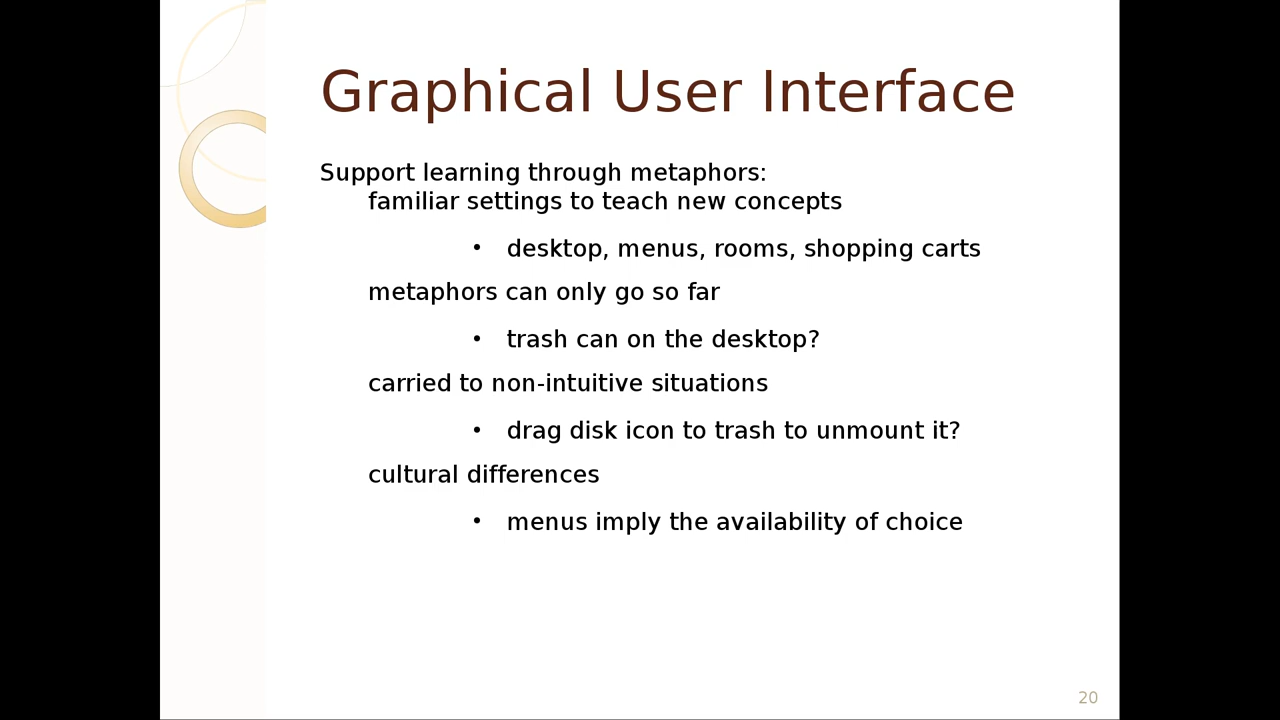 Graphical User Interface
Support learning through metaphors:
familiar settings to teach new concepts
• desktop, menus, rooms, shopping carts
metaphors can only go so far
• trash can on the desktop?
carried to non-intuitive situations
• drag disk icon to trash to unmount it?
cultural differences
• menus imply the availability of choice
20